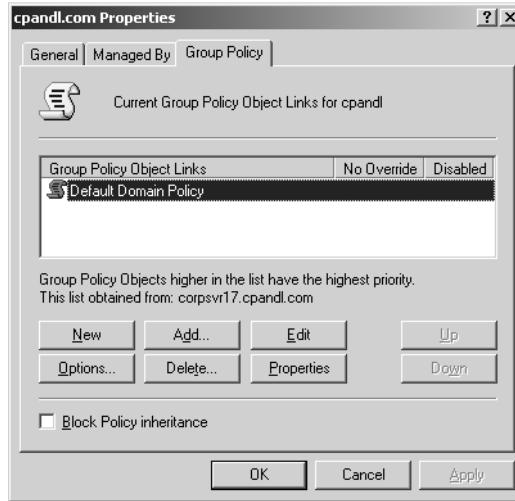 cpandl.com Properties
General Managed By Group Policy
Current Group Policy Object Links for cpandl
Group Policy Object Links No Override Disabled
Default Domain Policy
Group Policy Objects higher in the list have the highest priority.
This list obtained from: corpsvr17.cpandl.com
New Add... Edit Up
Options... Delete... Properties Down
Block Policy inheritance
OK Cancel Apply